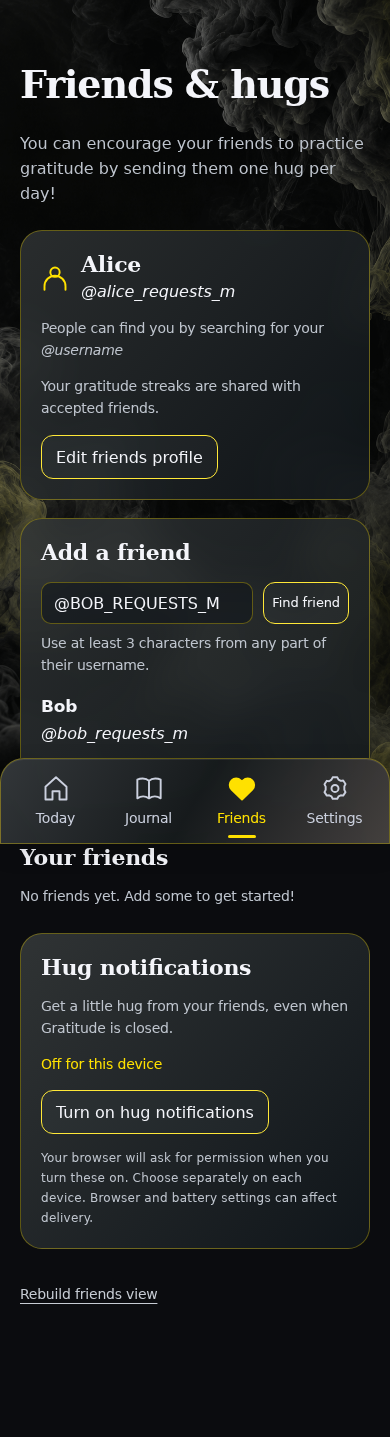 Friends & hugs
You can encourage your friends to practice
gratitude by sending them one hug per
day!
Alice
@alice_requests_m
People can find you by searching for your
@username
Your gratitude streaks are shared with
accepted friends.
Edit friends profile
Add a friend
@BOB_REQUESTS_M
Find friend
Use at least 3 characters from any part of
their username.
Bob
@bob_requests_m
Today
Journal
Friends
Settings
Your friends
No friends yet. Add some to get started!
Hug notifications
Get a little hug from your friends, even when
Gratitude is closed.
Off for this device
Turn on hug notifications
Your browser will ask for permission when you
turn these on. Choose separately on each
device. Browser and battery settings can affect
delivery.
Rebuild friends view